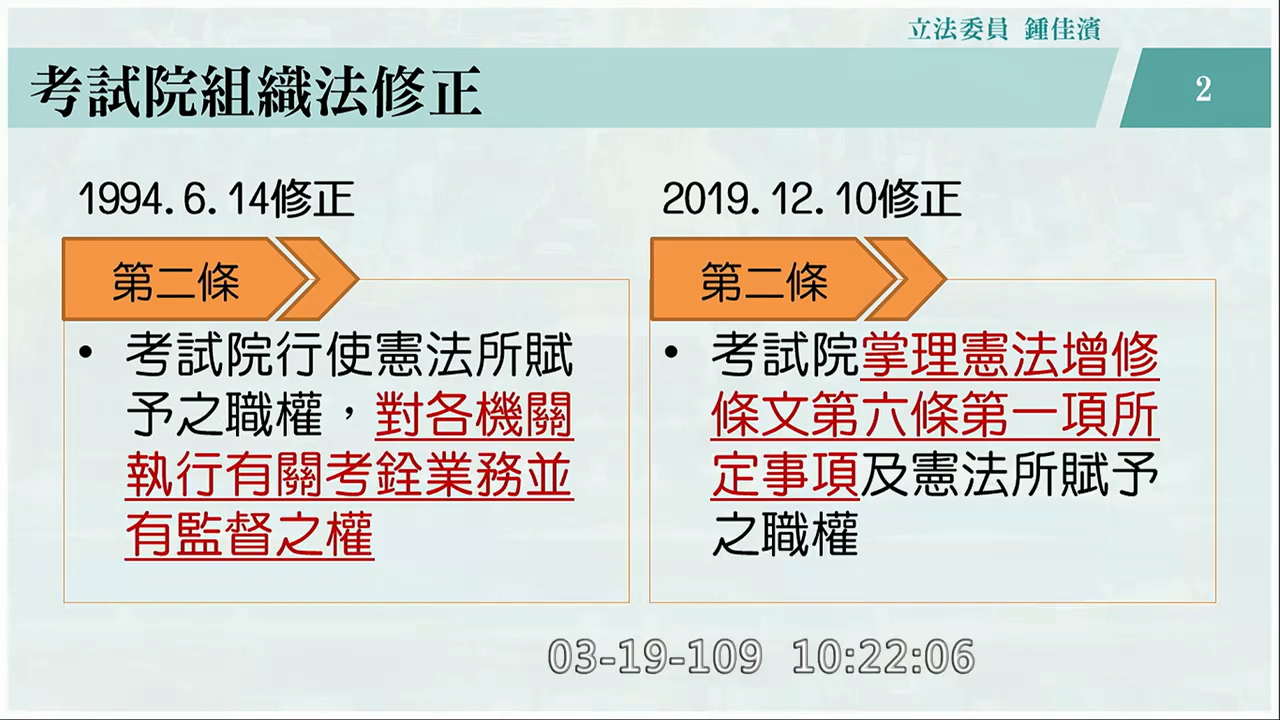 立法委員 鍾佳濱
考試院組織法修正
2
1994.6.14修正
第二條
• 考試院行使憲法所賦
予之職權，對各機關
執行有關考銓業務並
有監督之權
2019.12.10修正
第二條
• 考試院掌理憲法增修
條文第六條第一項所
定事項及憲法所賦予
之職權
03-19-109 10:22:06